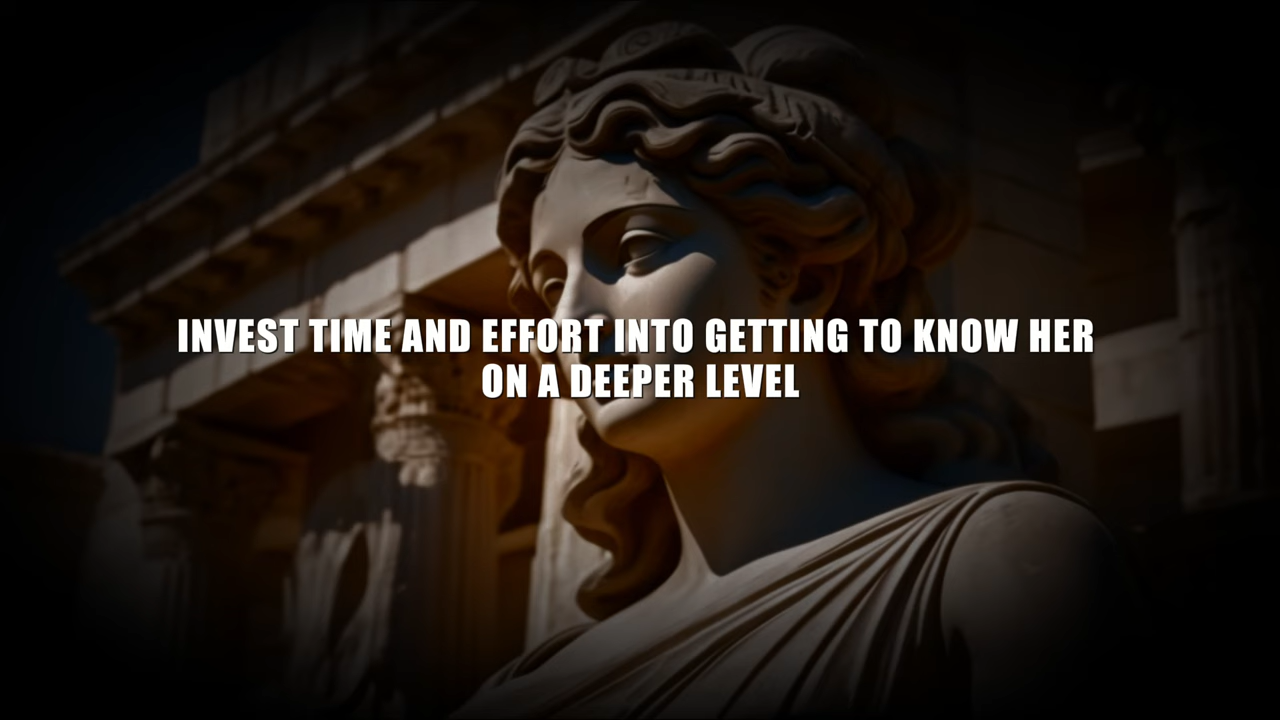 INVEST TIME AND EFFORT INTO GETTING TO KNOW HER
ON A DEEPER LEVEL